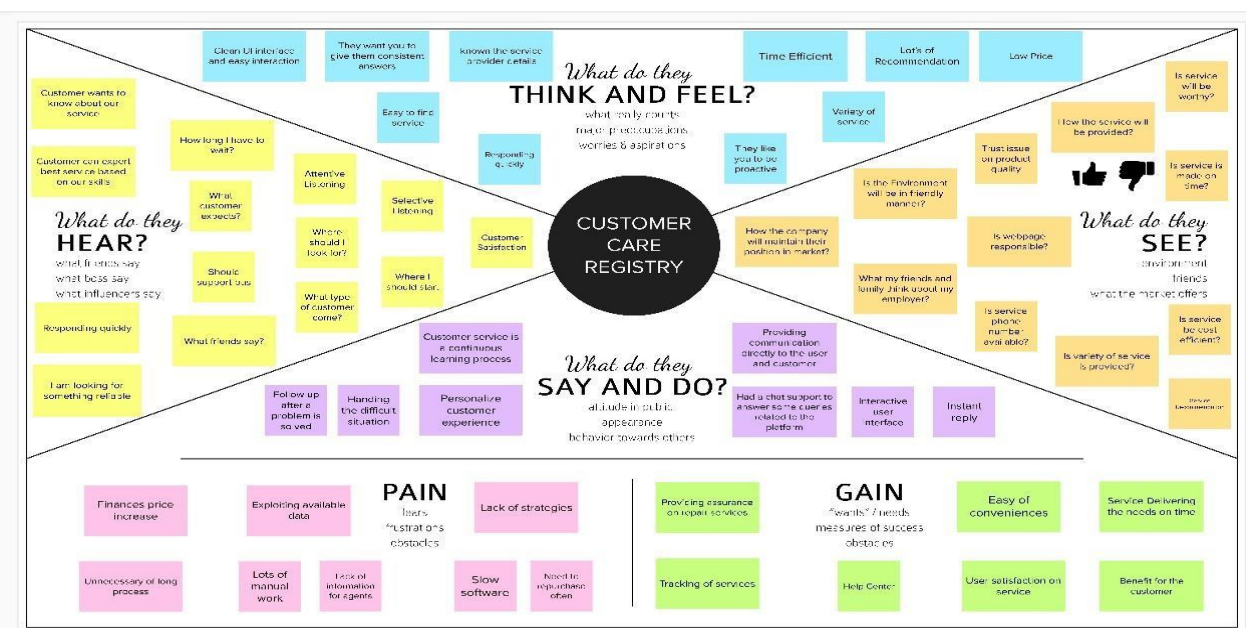 Clean UI interface
and easy interaction
They want you to
give them consistent
answers
known the service
provider details
Easy to find
service
Responding
quickly
What do they
THINK AND FEEL?
what really counts
major preoccupations
worries & aspirations
Time Efficient
Lot's of
Recommendation
Low Price
Variety of
service
They like
you to be
proactive
Customer wants to
know about our
service
Customer can expert
best service based
on our skills
How long I have to
wait?
What
customer
expects?
Attentive
Listening
Selective
Listening
Where
should I
look for?
Customer
Satisfaction
What do they
HEAR?
what friends say
what boss say
what influencers say
Should
support bus
What type
of customer
come?
Where I
should star.
Responding quickly
What friends say?
I am looking for
something reliable
CUSTOMER
CARE
REGISTRY
Is service
will be
worthy?
How the service will
be provided?
Trust issue
on product
quality
Is service is
made on
time?
Is the Environment
will be in friendly
manner?
How the company
will maintain their
position in market?
Is webpage
responsible?
What my friends and
family think about my
employer?
What do they
SEE?
environment
friends
what the market offers
Is service
phone
number
available?
Is service
be cost
efficient?
Is variety of service
is provided?
Customer service is
a continuous
learning process
Follow up
after a
problem is
solved
Handing
the difficult
situation
Personalize
customer
experience
What do they
SAY AND DO?
attitude in public
appearance
behavior towards others
Providing
communication
directly to the user
and customer
Had a chat support to
answer some queries
related to the
platform
Interactive
user
interface
Instant
reply
PAIN
fears
frustrations
obstacles
Finances price
increase
Exploiting available
data
Lack of strategies
Unnecessary of long
process
Lots of
manual
work
Lack of
information
for agents
Slow
software
Need to
repurchase
often
GAIN
"wants" / needs
measures of success
obstacles
Providing assurance
on repair services
Easy of
conveniences
Service Delivering
the needs on time
Tracking of services
Help Center
User satisfaction on
service
Benefit for the
customer